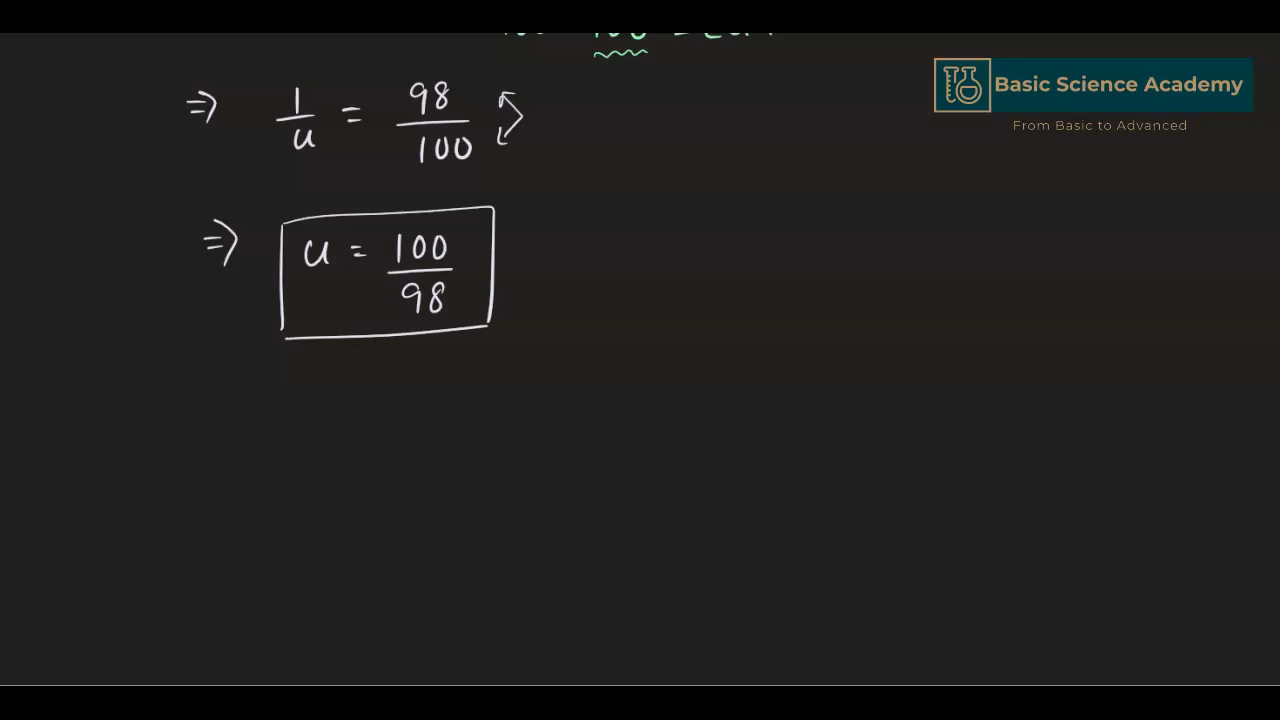 Basic Science Academy
From Basic to Advanced
⇒ 1/u = 98/100
⇒ u = 100/98